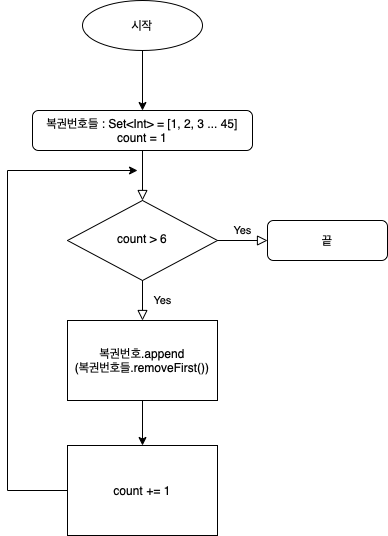 시작
복권번호들 : Set<Int> = [1, 2, 3 ... 45]
count = 1
count > 6
Yes
끝
Yes
복권번호.append
(복권번호들.removeFirst())
count += 1